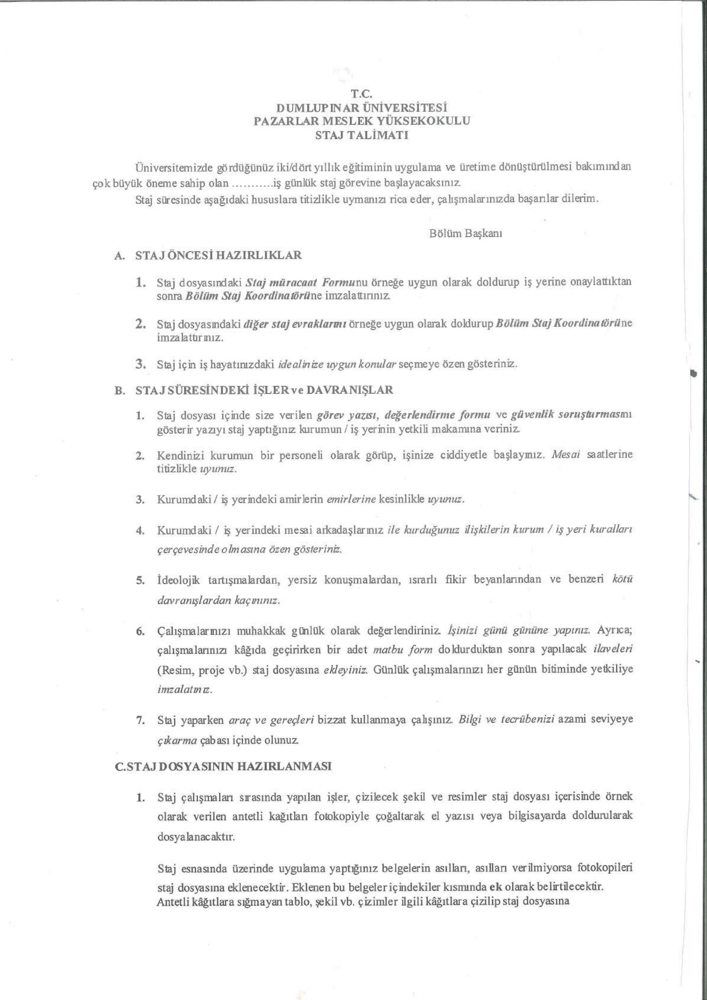 T.C.
DUMLUPINAR ÜNİVERSİTESİ
PAZARLAR MESLEK YÜKSEKOKULU
STAJ TALİMATI
Üniversitemizde gördüğünüz iki/dört yıllık eğitiminin uygulama ve üretime dönüştürülmesi bakımından
çok büyük öneme sahip olan ...........iş günlük staj görevine başlayacaksınız.
Staj süresinde aşağıdaki hususlara titizlikle uymanızı rica eder, çalışmalarınızda başarılar dilerim.
Bölüm Başkanı
A. STAJ ÖNCESİ HAZIRLIKLAR
1. Staj dosyasındaki Staj müracaat Formunu örneğe uygun olarak doldurup iş yerine onaylattıktan
sonra Bölüm Staj Koordinatörüne imzalattırınız.
2. Staj dosyasındaki diğer staj evraklarını örneğe uygun olarak doldurup Bölüm Staj Koordinatörüne
imzalattırınız.
3. Staj için iş hayatınızdaki idealinize uygun konular seçmeye özen gösteriniz.
B. STAJ SÜRESİNDEKİ İŞLER ve DAVRANIŞLAR
1. Staj dosyası içinde size verilen görev yazısı, değerlendirme formu ve güvenlik soruşturmasını
gösterir yazıyı staj yaptığınız kurumun / iş yerinin yetkili makamına veriniz.
2. Kendinizi kurumun bir personeli olarak görüp, işinize ciddiyetle başlayınız. Mesai saatlerine
titizlikle uyunuz.
3. Kurumdaki / iş yerindeki amirlerin emirlerine kesinlikle uyunuz.
4. Kurumdaki / iş yerindeki mesai arkadaşlarınız ile kurduğunuz ilişkilerin kurum / iş yeri kuralları
çerçevesinde olmasına özen gösteriniz.
5. İdeolojik tartışmalardan, yersiz konuşmalardan, ısrarlı fikir beyanlarından ve benzeri kötü
davranışlardan kaçınınız.
6. Çalışmalarınızı muhakkak günlük olarak değerlendiriniz. İşinizi günü gününe yapınız. Ayrıca;
çalışmalarınızı kâğıda geçirirken bir adet matbu form doldurduktan sonra yapılacak ilaveleri
(Resim, proje vb.) staj dosyasına ekleyiniz. Günlük çalışmalarınızı her günün bitiminde yetkiliye
imzalatınız.
7. Staj yaparken araç ve gereçleri bizzat kullanmaya çalışınız. Bilgi ve tecrübenizi azami seviyeye
çıkarma çabası içinde olunuz
C.STAJ DOSYASININ HAZIRLANMASI
1. Staj çalışmaları sırasında yapılan işler, çizilecek şekil ve resimler staj dosyası içerisinde örnek
olarak verilen antetli kağıtları fotokopiyle çoğaltarak el yazısı veya bilgisayarda doldurularak
dosyalanacaktır.
Staj esnasında üzerinde uygulama yaptığınız belgelerin asılları, asılları verilmiyorsa fotokopileri
staj dosyasına eklenecektir. Eklenen bu belgeler içindekiler kısmında ek olarak belirtilecektir.
Antetli kâğıtlara sığmayan tablo, şekil vb. çizimler ilgili kâğıtlara çizilip staj dosyasına